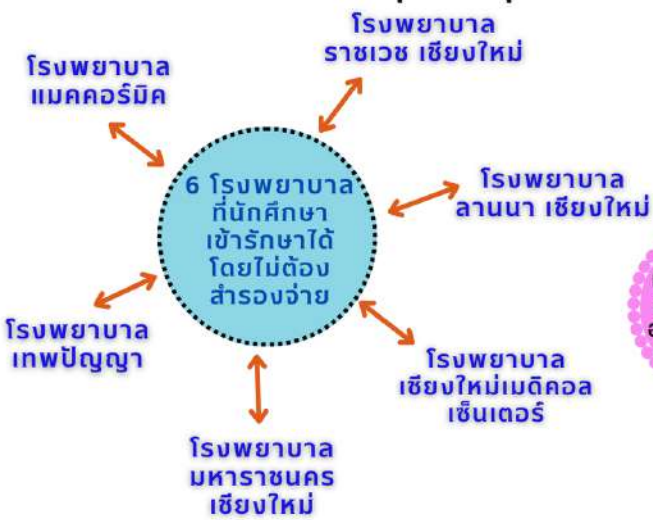 โรงพยาบาล
ราชเวช เชียงใหม่
โรงพยาบาล
แมคคอร์มิค
6 โรงพยาบาล
ที่นักศึกษา
เข้ารักษาได้
โดยไม่ต้อง
สำรองจ่าย
โรงพยาบาล
ลานนา เชียงใหม่
โรงพยาบาล
เทพปัญญา
โรงพยาบาล
เชียงใหม่เมดิคอล
เซ็นเตอร์
โรงพยาบาล
มหาราชนคร
เชียงใหม่